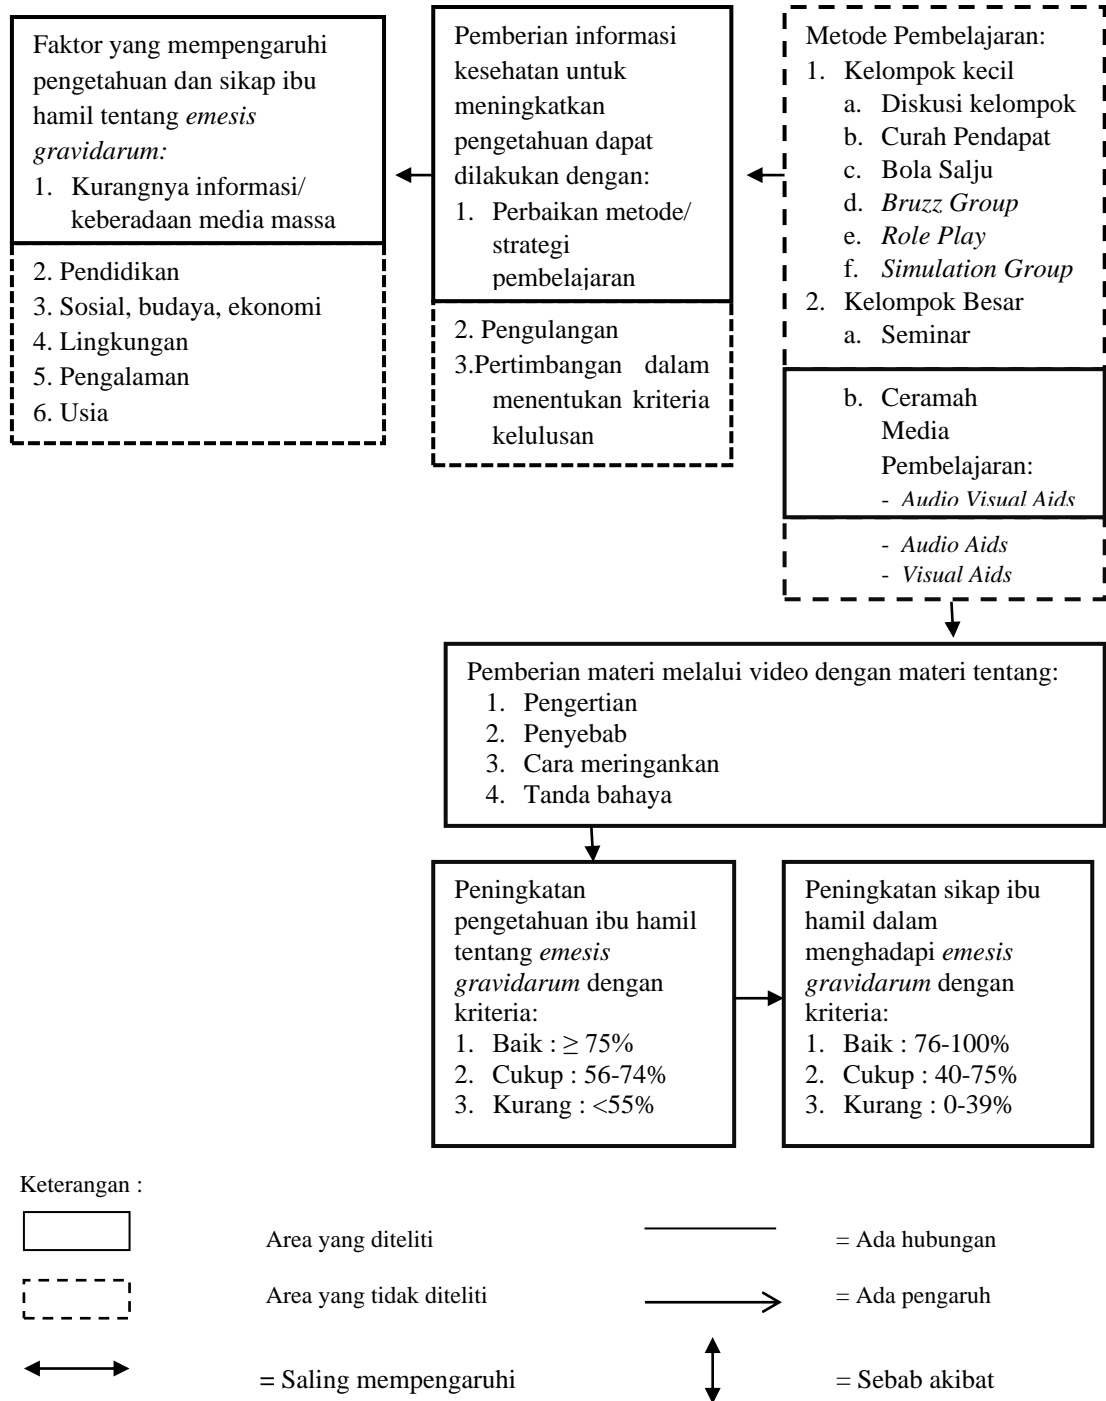 Faktor yang mempengaruhi
pengetahuan dan sikap ibu
hamil tentang emesis
gravidarum:
1. Kurangnya informasi/
keberadaan media massa
2. Pendidikan
3. Sosial, budaya, ekonomi
4. Lingkungan
5. Pengalaman
6. Usia
Pemberian informasi
kesehatan untuk
meningkatkan
pengetahuan dapat
dilakukan dengan:
1. Perbaikan metode/
strategi
pembelajaran
2. Pengulangan
3.Pertimbangan dalam
menentukan kriteria
kelulusan
Metode Pembelajaran:
1. Kelompok kecil
a. Diskusi kelompok
b. Curah Pendapat
c. Bola Salju
d. Bruzz Group
e. Role Play
f. Simulation Group
2. Kelompok Besar
a. Seminar
b. Ceramah
Media
Pembelajaran:
- Audio Visual Aids
- Audio Aids
- Visual Aids
Pemberian materi melalui video dengan materi tentang:
1. Pengertian
2. Penyebab
3. Cara meringankan
4. Tanda bahaya
Peningkatan
pengetahuan ibu hamil
tentang emesis
gravidarum dengan
kriteria:
1. Baik : ≥ 75%
2. Cukup : 56-74%
3. Kurang : <55%
Peningkatan sikap ibu
hamil dalam
menghadapi emesis
gravidarum dengan
kriteria:
1. Baik : 76-100%
2. Cukup : 40-75%
3. Kurang : 0-39%
Keterangan :
Area yang diteliti
= Ada hubungan
Area yang tidak diteliti
= Ada pengaruh
= Saling mempengaruhi
= Sebab akibat